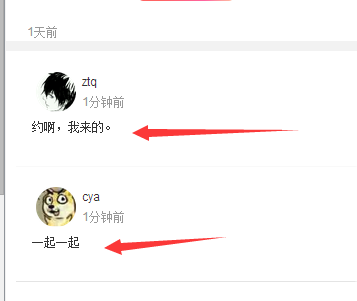 1天前
ztq
1分钟前
约啊，我来的。
cya
1分钟前
一起一起